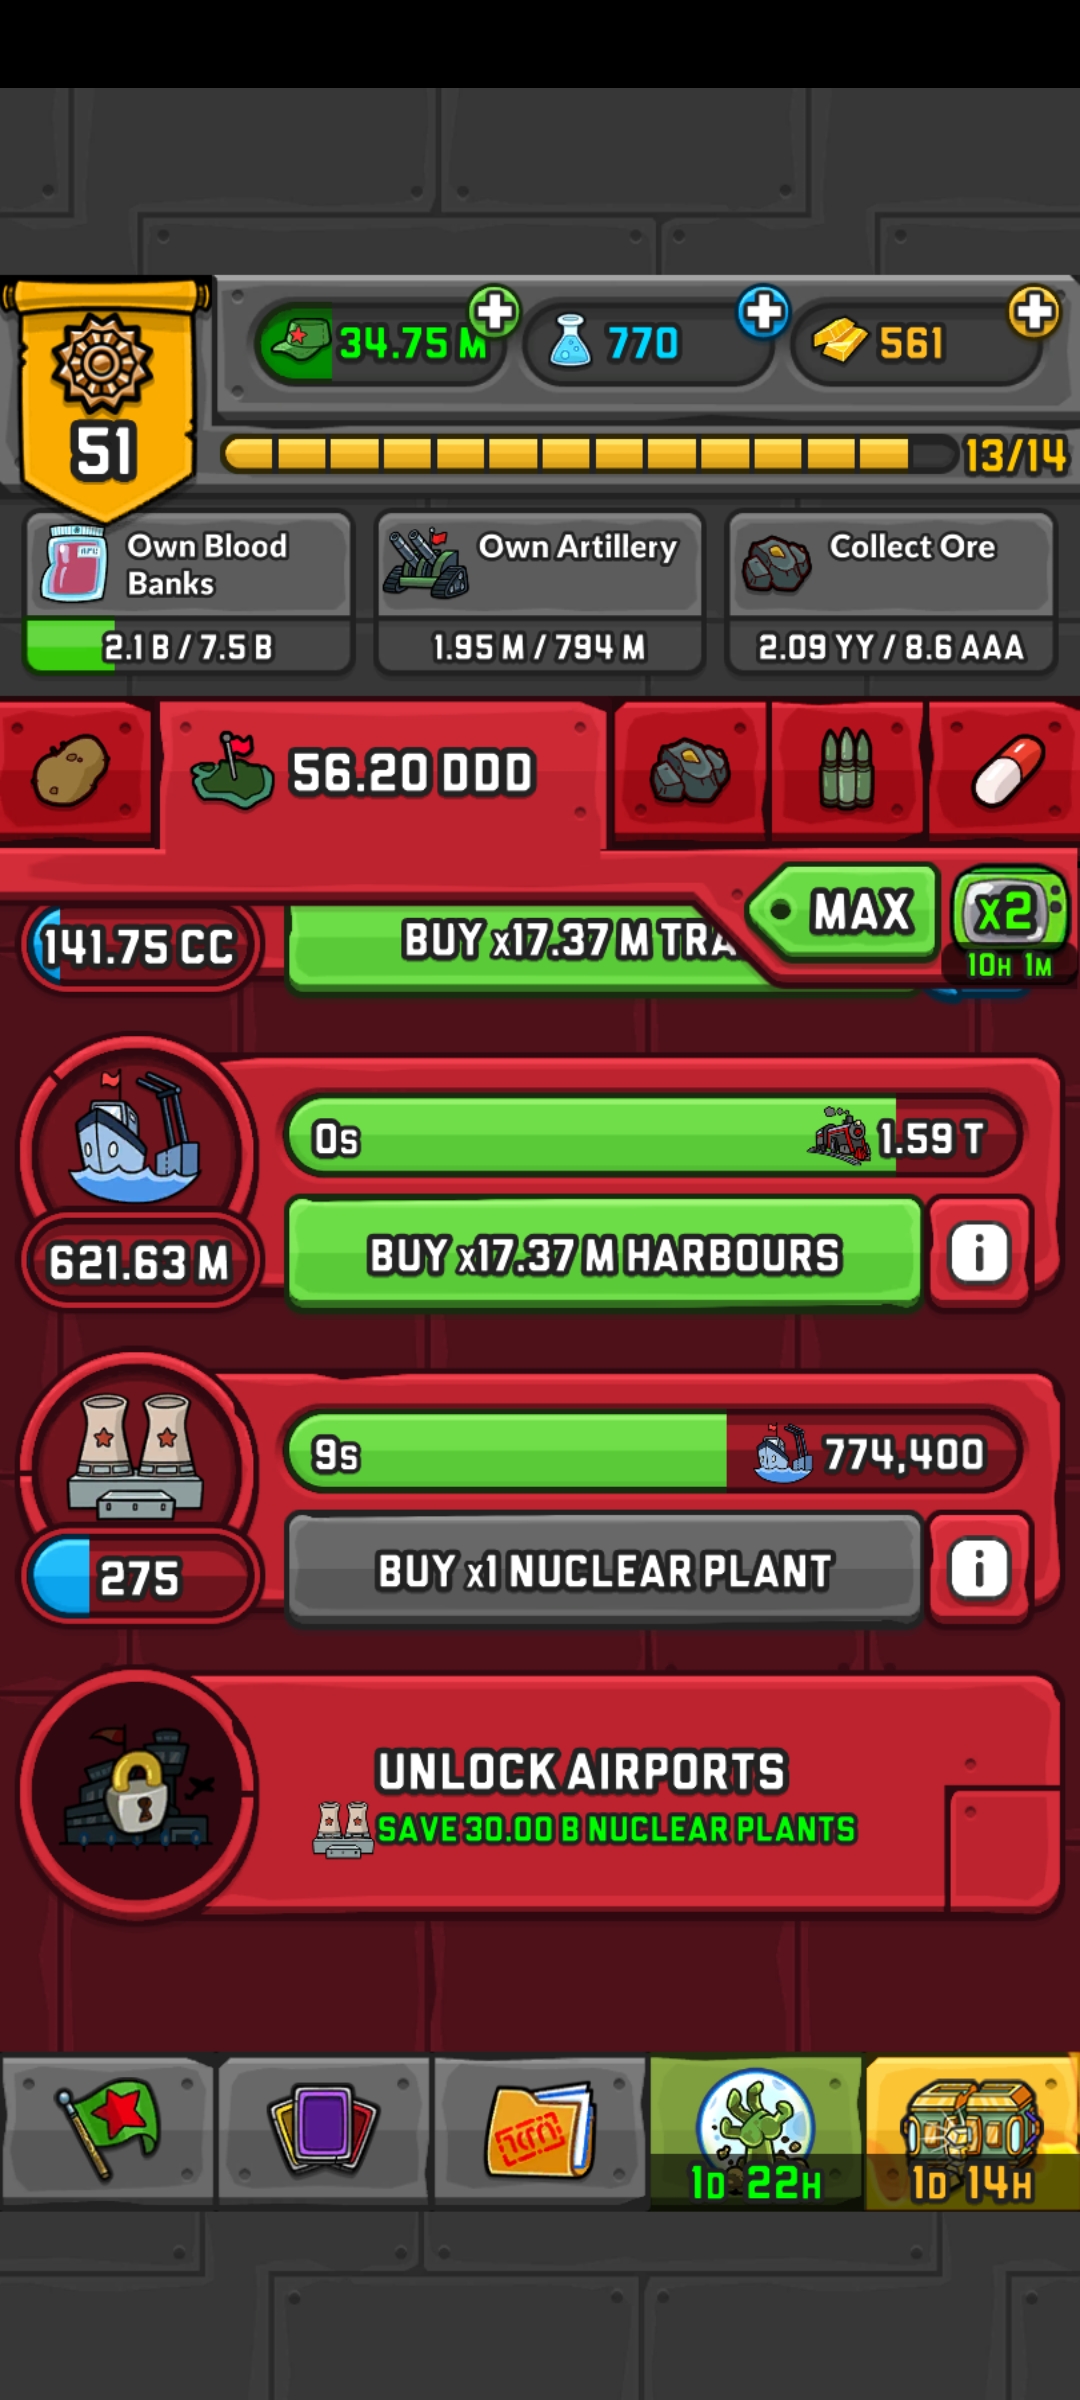 34.75 M
770
561
51
13/14
Own Blood
Banks
2.1 B / 7.5 B
Own Artillery
1.95 M / 794 M
Collect Ore
2.09 YY / 8.6 AAA
56.20 DDD
MAX
x2
10H 1M
141.75 CC
BUY x17.37 M TRA
0s
1.59 T
621.63 M
BUY x17.37 M HARBOURS
i
9s
774,400
275
BUY x1 NUCLEAR PLANT
i
UNLOCK AIRPORTS
SAVE 30.00 B NUCLEAR PLANTS
1D 22H
1D 14H